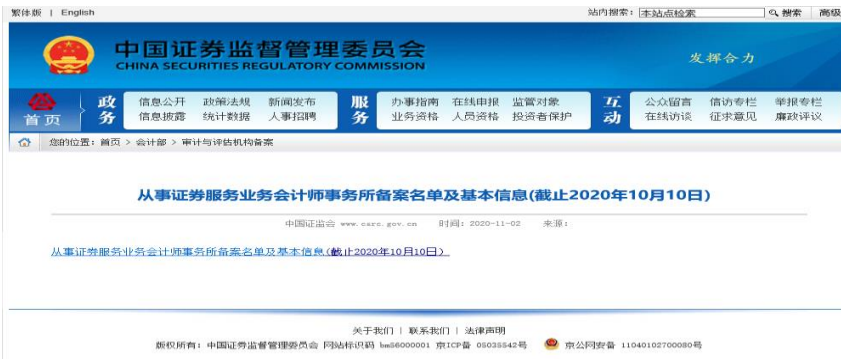 繁体版 | English 站内搜索: 本站点检索 搜索 高级
中国证券监督管理委员会
CHINA SECURITIES REGULATORY COMMISSION
发挥合力
首页 政务 信息公开 政策法规 新闻发布 服务 办事指南 在线申报 监管对象 互动 公众留言 信访专栏 举报专栏
信息披露 统计数据 人事招聘 业务资格 人员资格 投资者保护 在线访谈 征求意见 廉政评议
您的位置: 首页 > 会计部 > 审计与评估机构备案
从事证券服务业务会计师事务所备案名单及基本信息(截止2020年10月10日)
中国证监会 www.csrc.gov.cn 时间: 2020-11-02 来源:
从事证券服务业务会计师事务所备案名单及基本信息(截止2020年10月10日)
关于我们 | 联系我们 | 法律声明
版权所有: 中国证券监督管理委员会 网站标识码 bm56000001 京ICP备 05035542号 京公网安备 11040102700080号